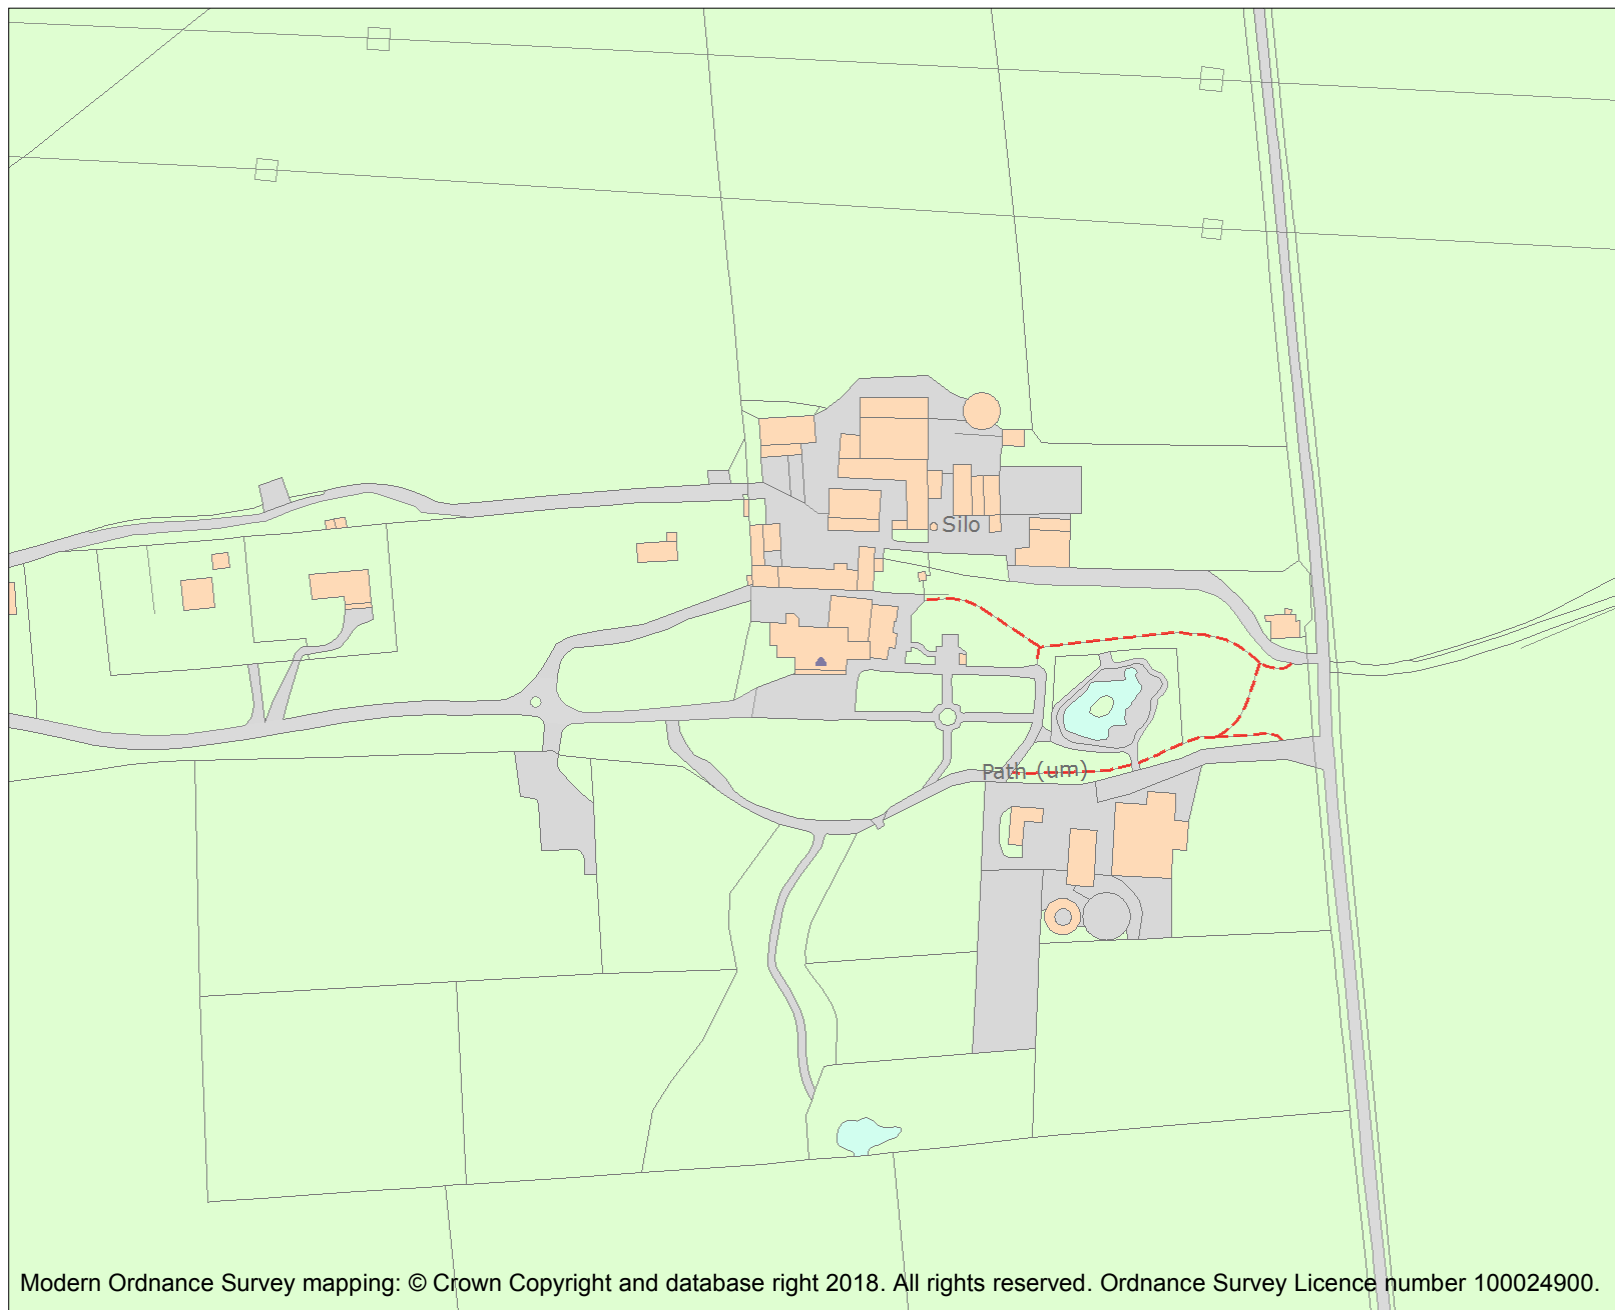 Silo
Path (um)
Modern Ordnance Survey mapping: © Crown Copyright and database right 2018. All rights reserved. Ordnance Survey Licence number 100024900.